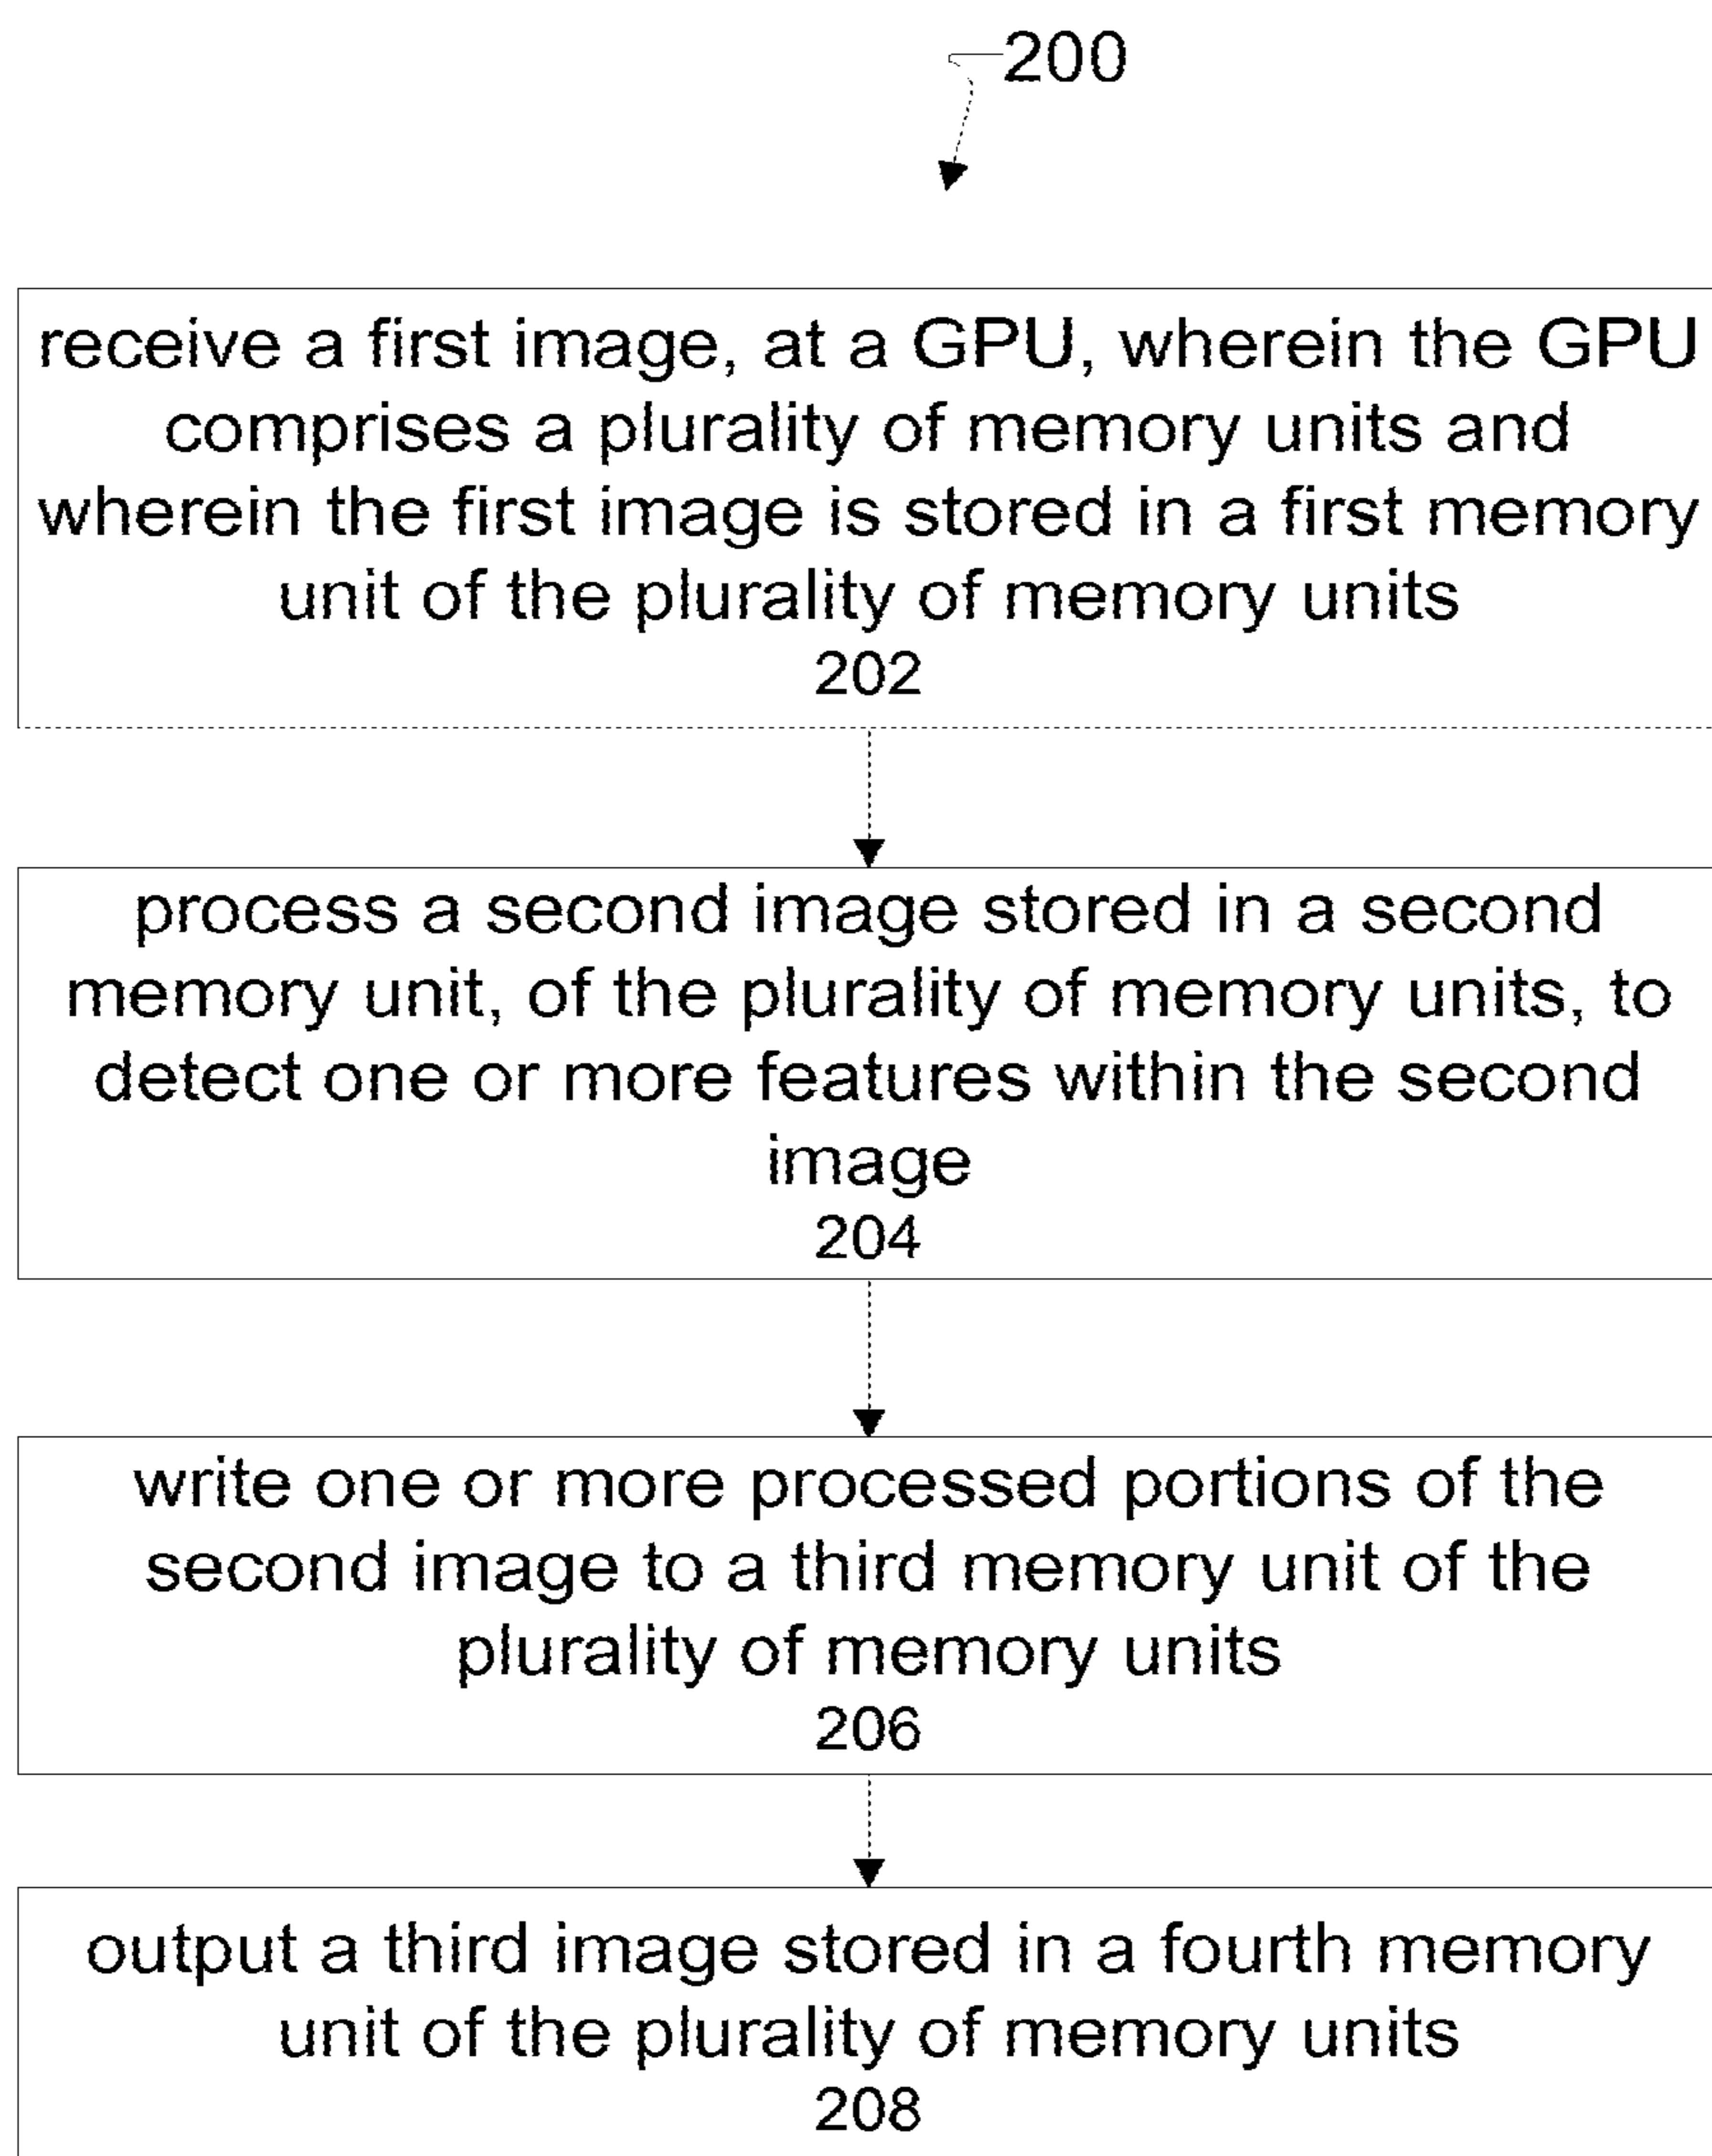 200
receive a first image, at a GPU, wherein the GPU
comprises a plurality of memory units and
wherein the first image is stored in a first memory
unit of the plurality of memory units
202
process a second image stored in a second
memory unit, of the plurality of memory units, to
detect one or more features within the second
image
204
write one or more processed portions of the
second image to a third memory unit of the
plurality of memory units
206
output a third image stored in a fourth memory
unit of the plurality of memory units
208